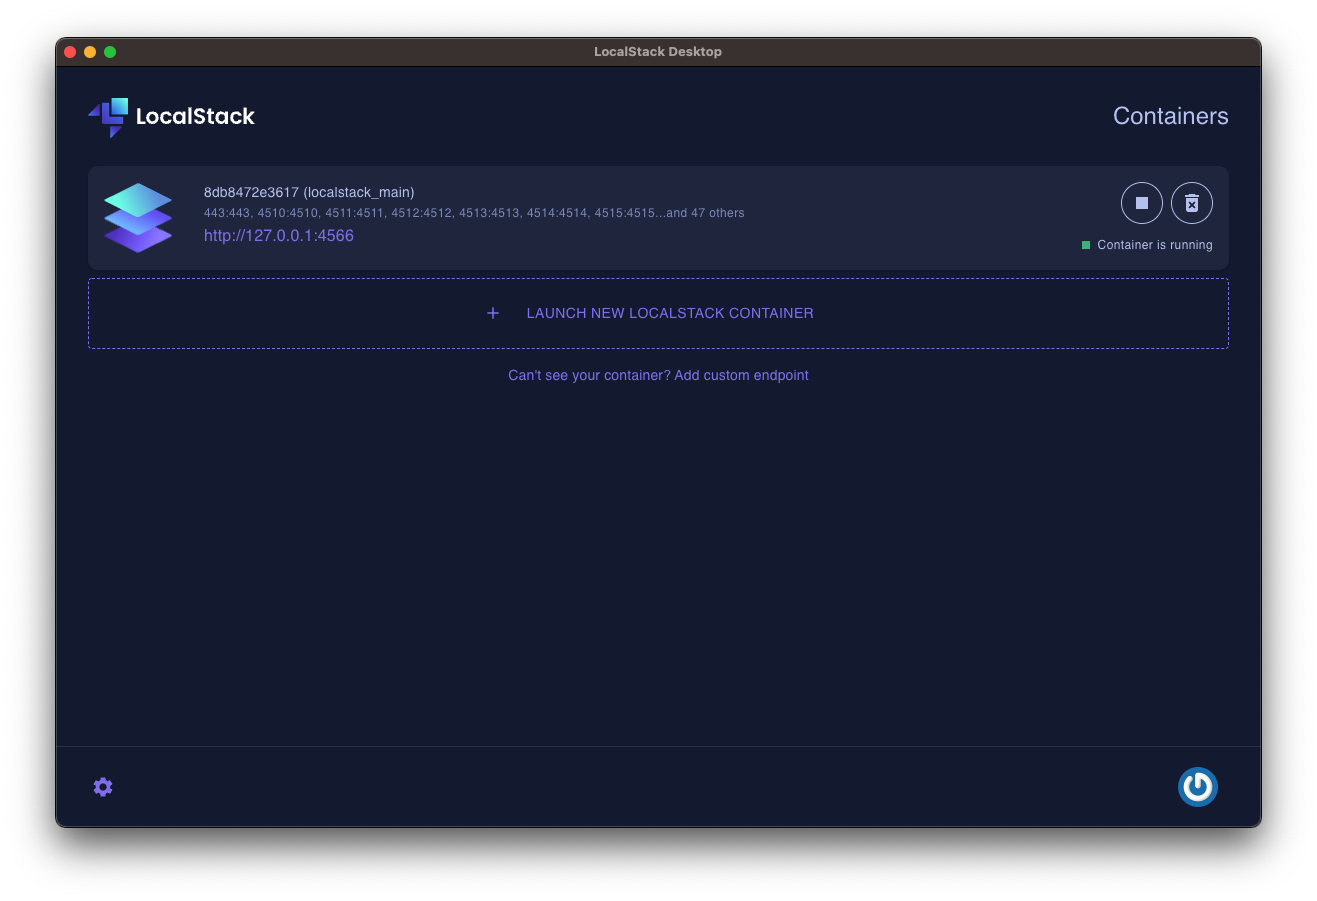 LocalStack Desktop
LocalStack
Containers
8db8472e3617 (localstack_main)
443:443, 4510:4510, 4511:4511, 4512:4512, 4513:4513, 4514:4514, 4515:4515...and 47 others
http://127.0.0.1:4566
Container is running
+ LAUNCH NEW LOCALSTACK CONTAINER
Can't see your container? Add custom endpoint